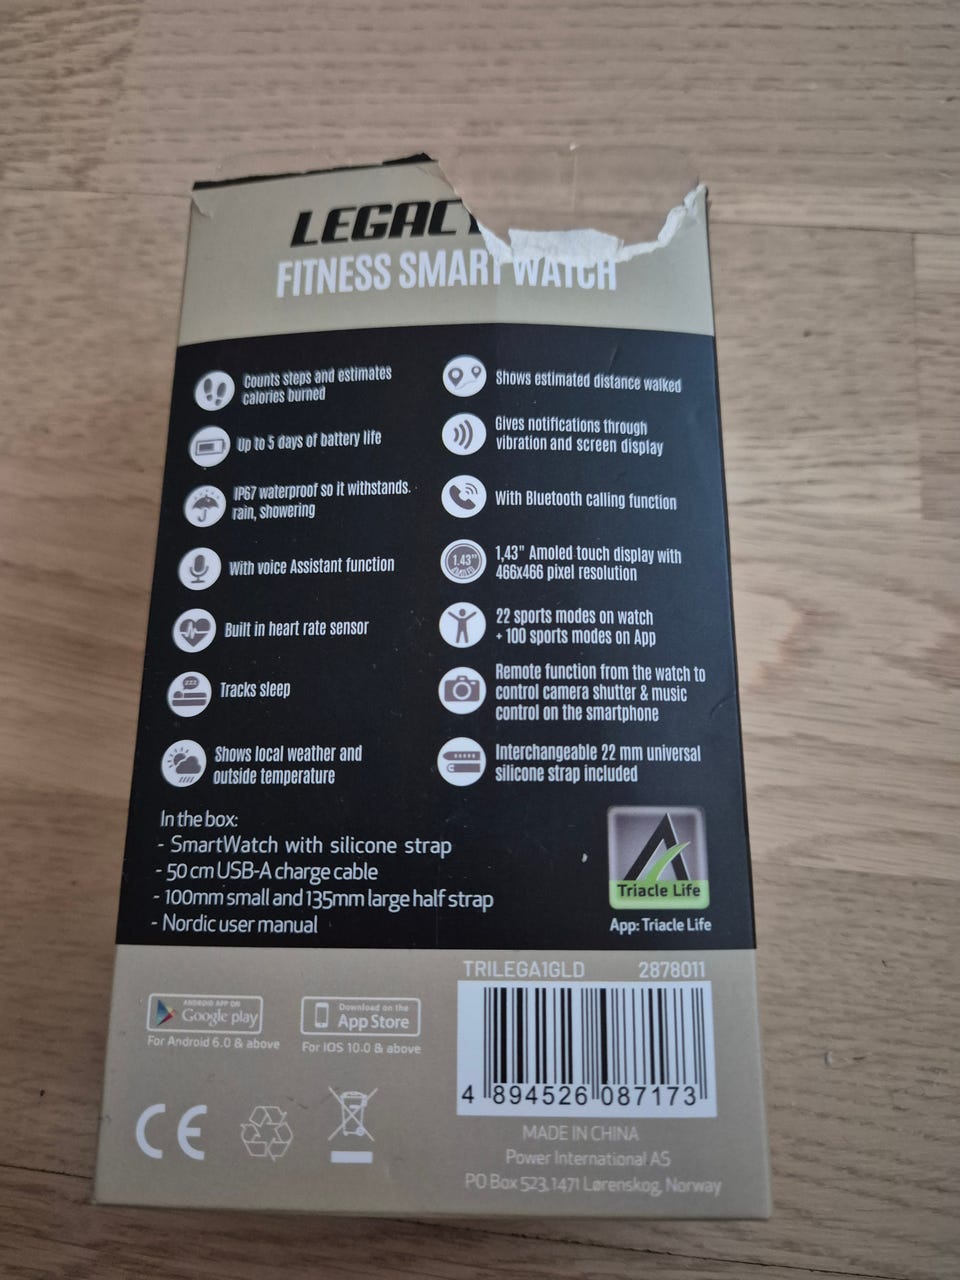 LEGACY
FITNESS SMART WATCH
Counts steps and estimates
calories burned
Up to 5 days of battery life
IP67 waterproof so it withstands.
rain, showering
With voice Assistant function
Built in heart rate sensor
ZZZ
Tracks sleep
Shows local weather and
outside temperature
Shows estimated distance walked
Gives notifications through
vibration and screen display
With Bluetooth calling function
1.43"
AMOLED
1,43" Amoled touch display with
466x466 pixel resolution
22 sports modes on watch
+ 100 sports modes on App
Remote function from the watch to
control camera shutter & music
control on the smartphone
Interchangeable 22 mm universal
silicone strap included
In the box:
- SmartWatch with silicone strap
- 50 cm USB-A charge cable
- 100mm small and 135mm large half strap
- Nordic user manual
Triacle Life
App: Triacle Life
TRILEGA1GLD 2878011
ANDROID APP ON
Google play
For Android 6.0 & above
Download on the
App Store
For IOS 10.0 & above
4 894526 087173
CE
MADE IN CHINA
Power International AS
PO Box 523,1471 Lørenskog, Norway